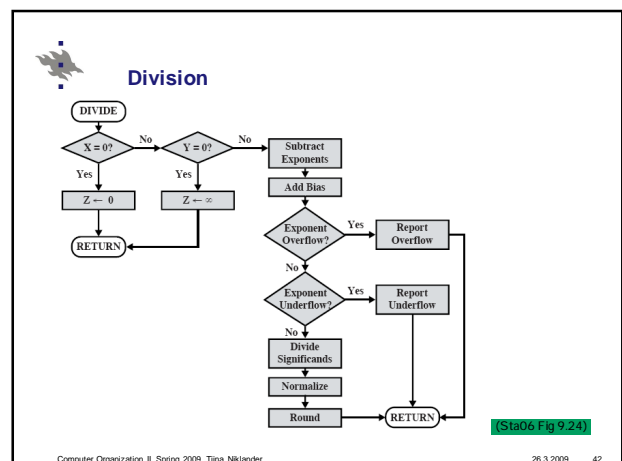 Division
DIVIDE
X = 0?
No
Y = 0?
No
Subtract
Exponents
Yes
Yes
Add Bias
Z ← 0
Z ← ∞
Exponent
Overflow?
Yes
Report
Overflow
RETURN
No
Exponent
Underflow?
Yes
Report
Underflow
No
Divide
Significands
Normalize
Round
RETURN
(Sta06 Fig 9.24)
Computer Organization II, Spring 2009, Tiina Niklander
26.3.2009
42